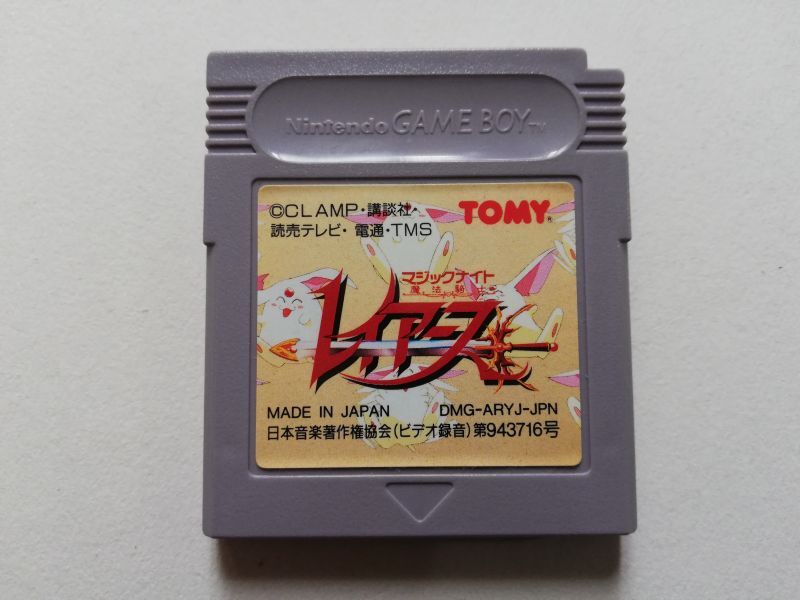 Nintendo GAME BOY TM
©CLAMP・講談社・
読売テレビ・電通・TMS
TOMY®
マジックナイト
魔法騎士
レイアース
MADE IN JAPAN DMG-ARYJ-JPN
日本音楽著作権協会(ビデオ録音)第943716号